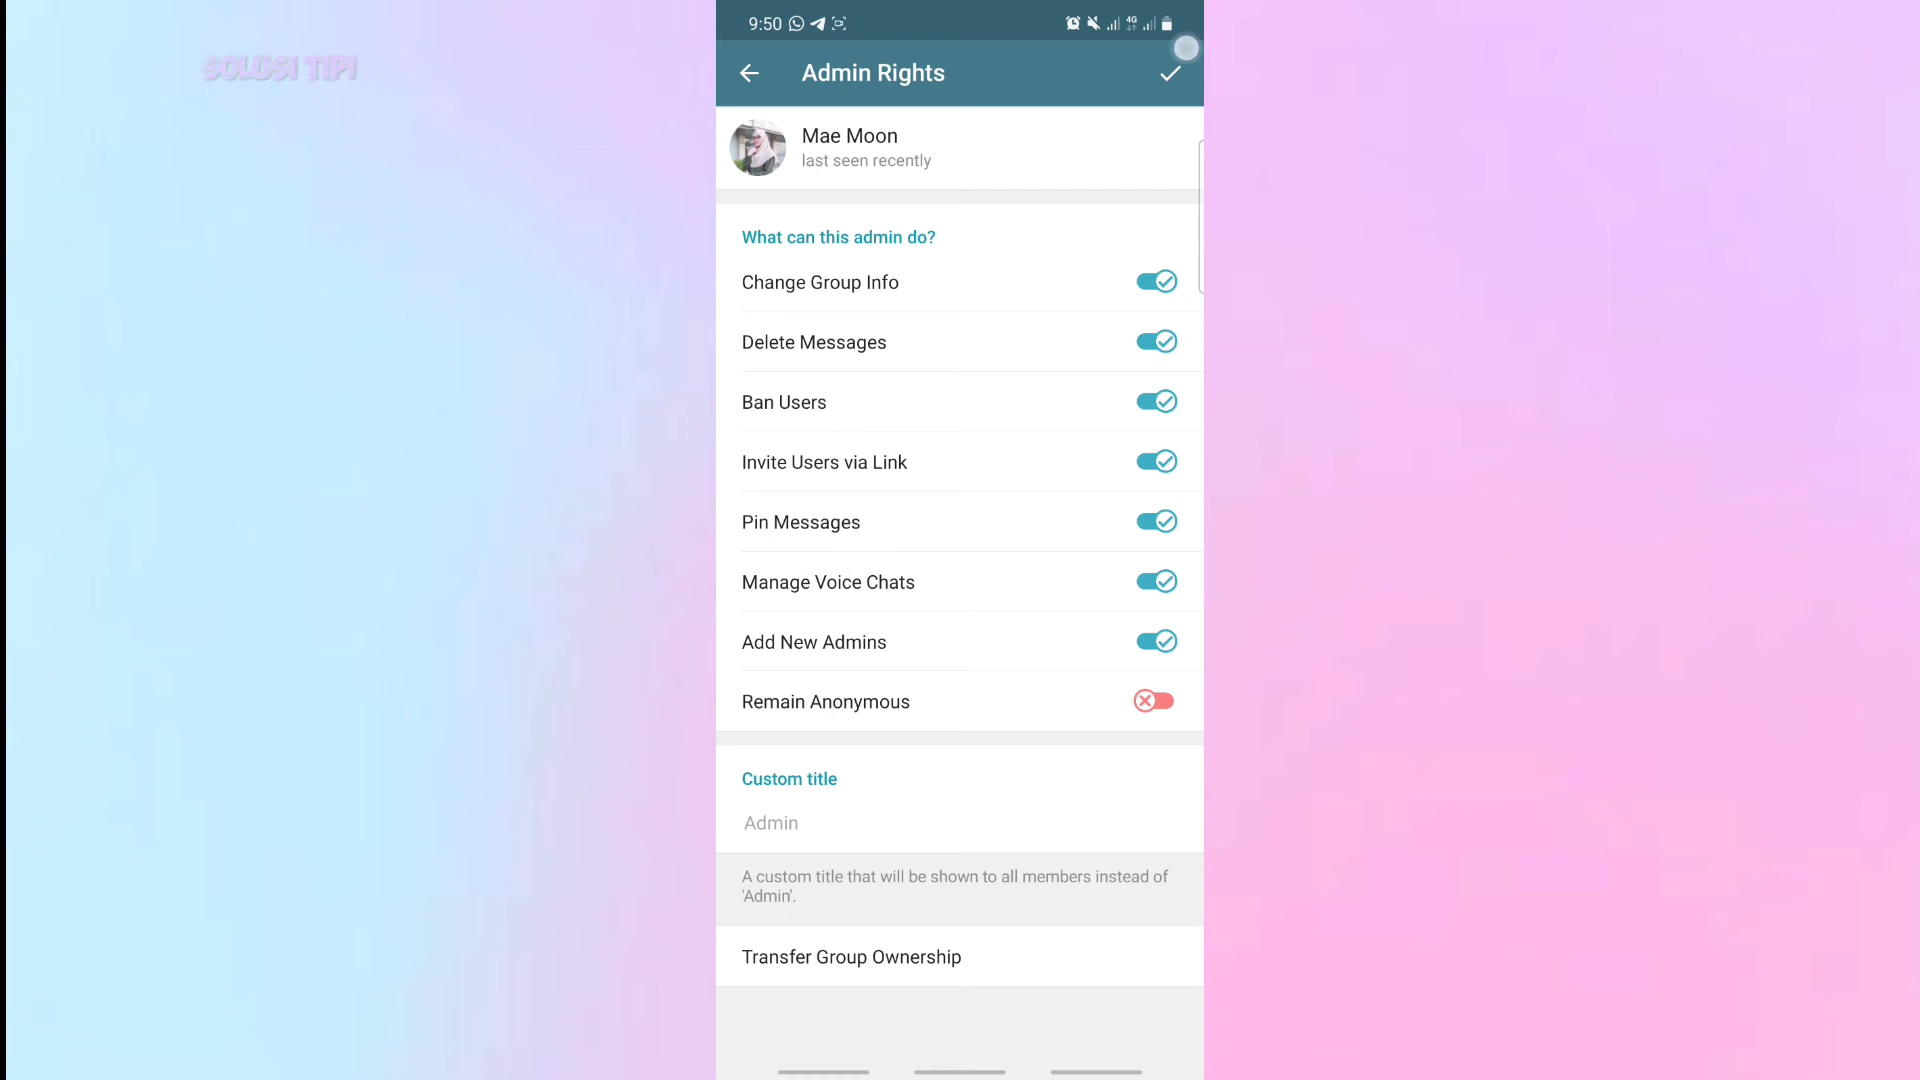 SOLUSI TIPI
9:50
4G
Admin Rights
Mae Moon
last seen recently
What can this admin do?
Change Group Info
Delete Messages
Ban Users
Invite Users via Link
Pin Messages
Manage Voice Chats
Add New Admins
Remain Anonymous
Custom title
Admin
A custom title that will be shown to all members instead of
'Admin'.
Transfer Group Ownership